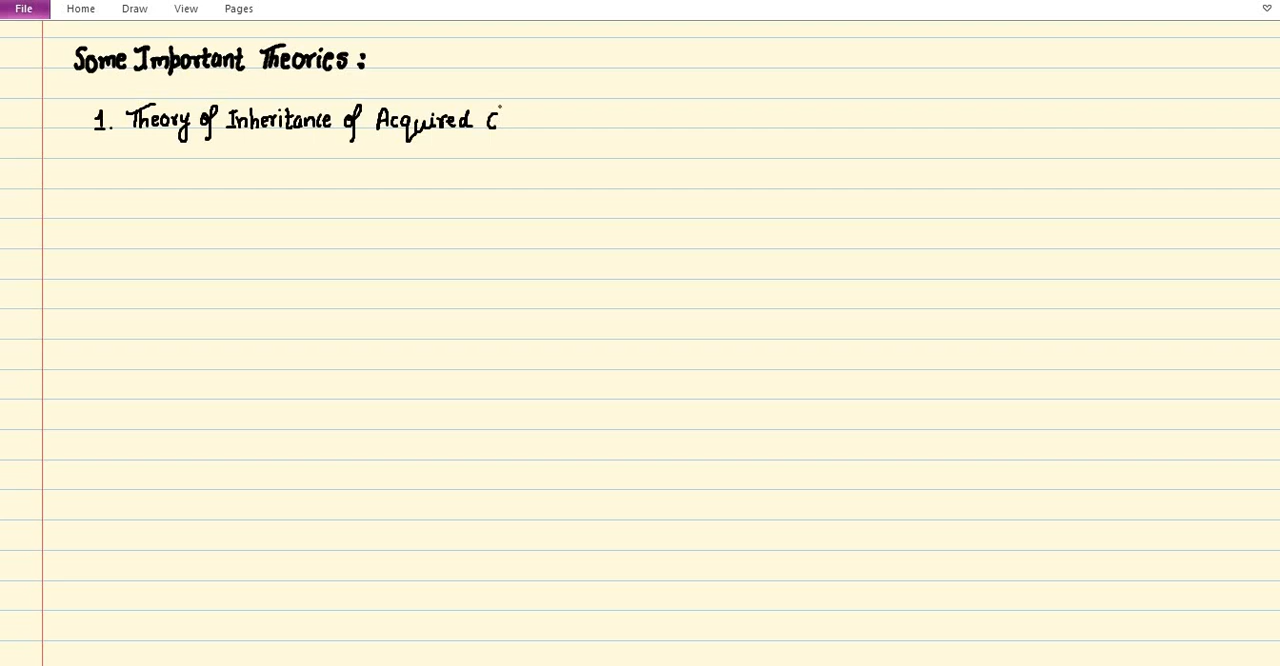 File Home Draw View Pages
Some Important Theories :
1. Theory of Inheritance of Acquired C